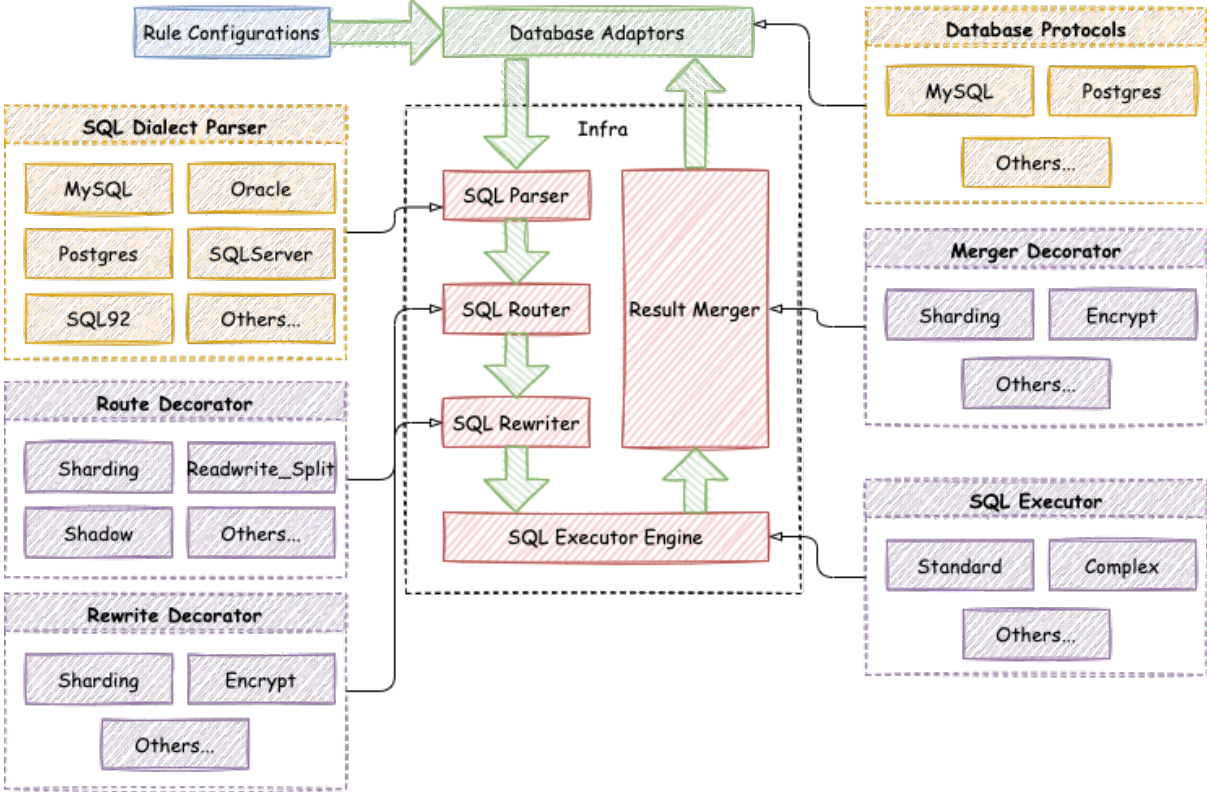 Rule Configurations
Database Adaptors
Database Protocols
MySQL
Postgres
Others...
SQL Dialect Parser
MySQL
Oracle
Postgres
SQLServer
SQL92
Others...
Infra
SQL Parser
SQL Router
SQL Rewriter
Result Merger
SQL Executor Engine
Merger Decorator
Sharding
Encrypt
Others...
Route Decorator
Sharding
Readwrite_Split
Shadow
Others...
SQL Executor
Standard
Complex
Others...
Rewrite Decorator
Sharding
Encrypt
Others...